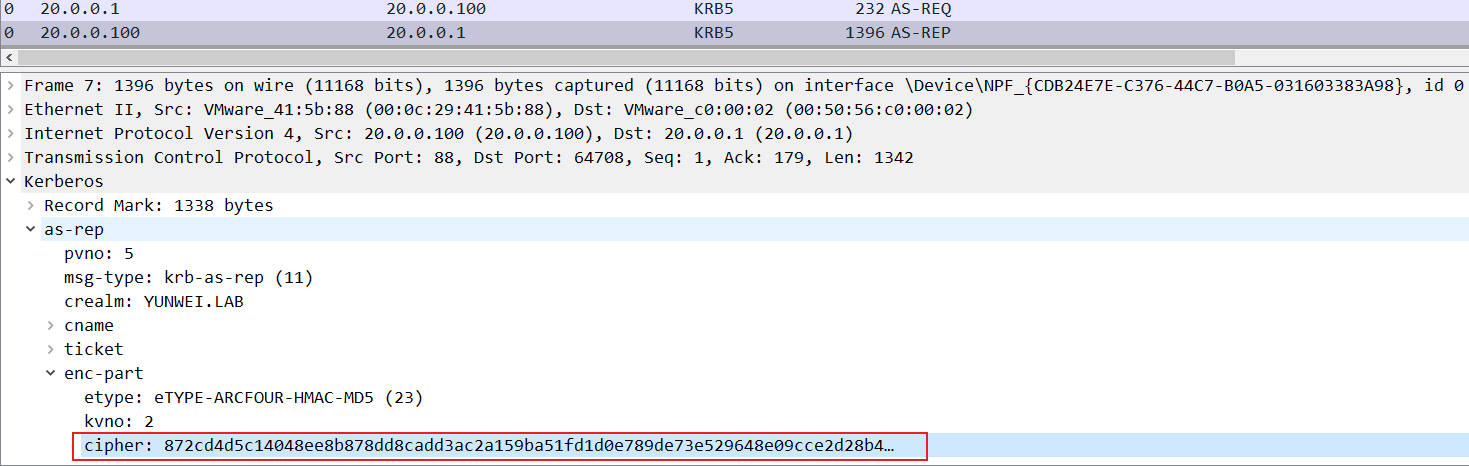 0 20.0.0.1 20.0.0.100 KRB5 232 AS-REQ
0 20.0.0.100 20.0.0.1 KRB5 1396 AS-REP
Frame 7: 1396 bytes on wire (11168 bits), 1396 bytes captured (11168 bits) on interface \Device\NPF_{CDB24E7E-C376-44C7-B0A5-031603383A98}, id 0
Ethernet II, Src: VMware_41:5b:88 (00:0c:29:41:5b:88), Dst: VMware_c0:00:02 (00:50:56:c0:00:02)
Internet Protocol Version 4, Src: 20.0.0.100 (20.0.0.100), Dst: 20.0.0.1 (20.0.0.1)
Transmission Control Protocol, Src Port: 88, Dst Port: 64708, Seq: 1, Ack: 179, Len: 1342
Kerberos
Record Mark: 1338 bytes
as-rep
pvno: 5
msg-type: krb-as-rep (11)
crealm: YUNWEI.LAB
cname
ticket
enc-part
etype: eTYPE-ARCFOUR-HMAC-MD5 (23)
kvno: 2
cipher: 872cd4d5c14048ee8b878dd8cadd3ac2a159ba51fd1d0e789de73e529648e09cce2d28b4…